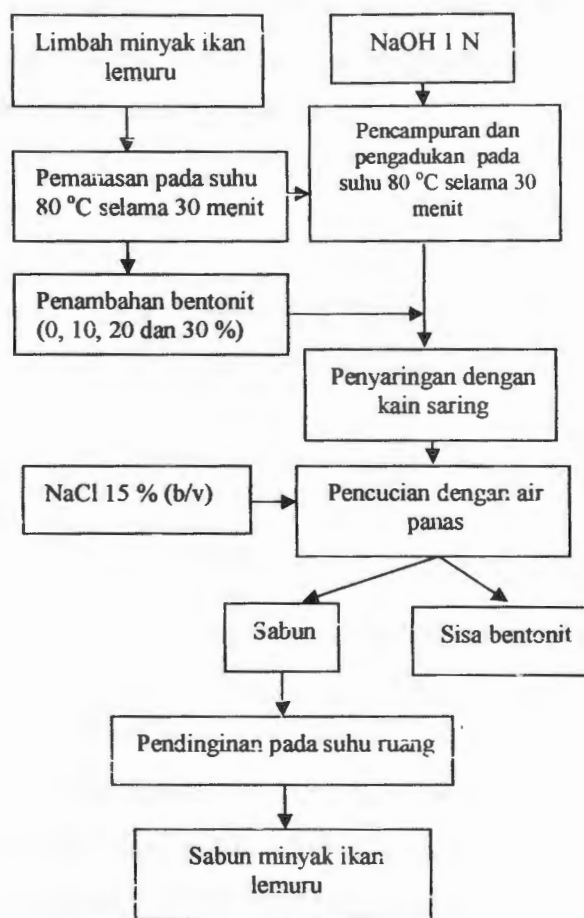 Limbah minyak ikan
lemuru
NaOH 1 N
Pemanasan pada suhu
80 °C selama 30 menit
Pencampuran dan
pengadukan pada
suhu 80 °C selama 30
menit
Penambahan bentonit
(0, 10, 20 dan 30 %)
Penyaringan dengan
kain saring
NaCl 15 % (b/v)
Pencucian dengan air
panas
Sabun
Sisa bentonit
Pendinginan pada suhu ruang
Sabun minyak ikan
lemuru